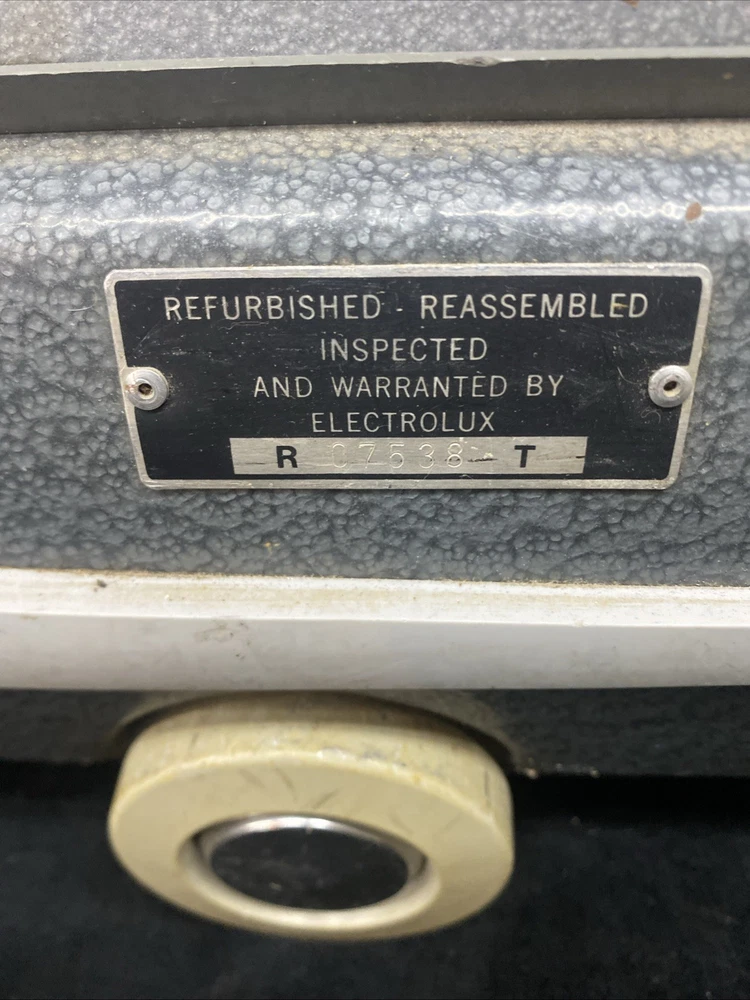 REFURBISHED - REASSEMBLED
INSPECTED
AND WARRANTED BY
ELECTROLUX
R 07538 T